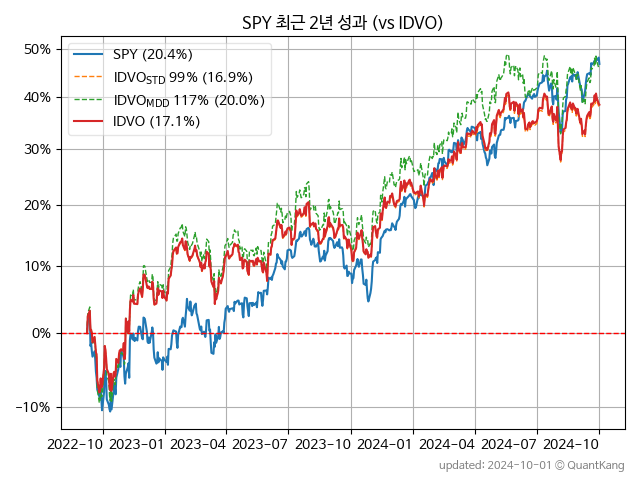 SPY 최근 2년 성과 (vs IDVO)
SPY (20.4%)
IDVO_STD 99% (16.9%)
IDVO_MDD 117% (20.0%)
IDVO (17.1%)
50%
40%
30%
20%
10%
0%
−10%
2022−10 2023−01 2023−04 2023−07 2023−10 2024−01 2024−04 2024−07 2024−10
updated: 2024-10-01 © QuantKang